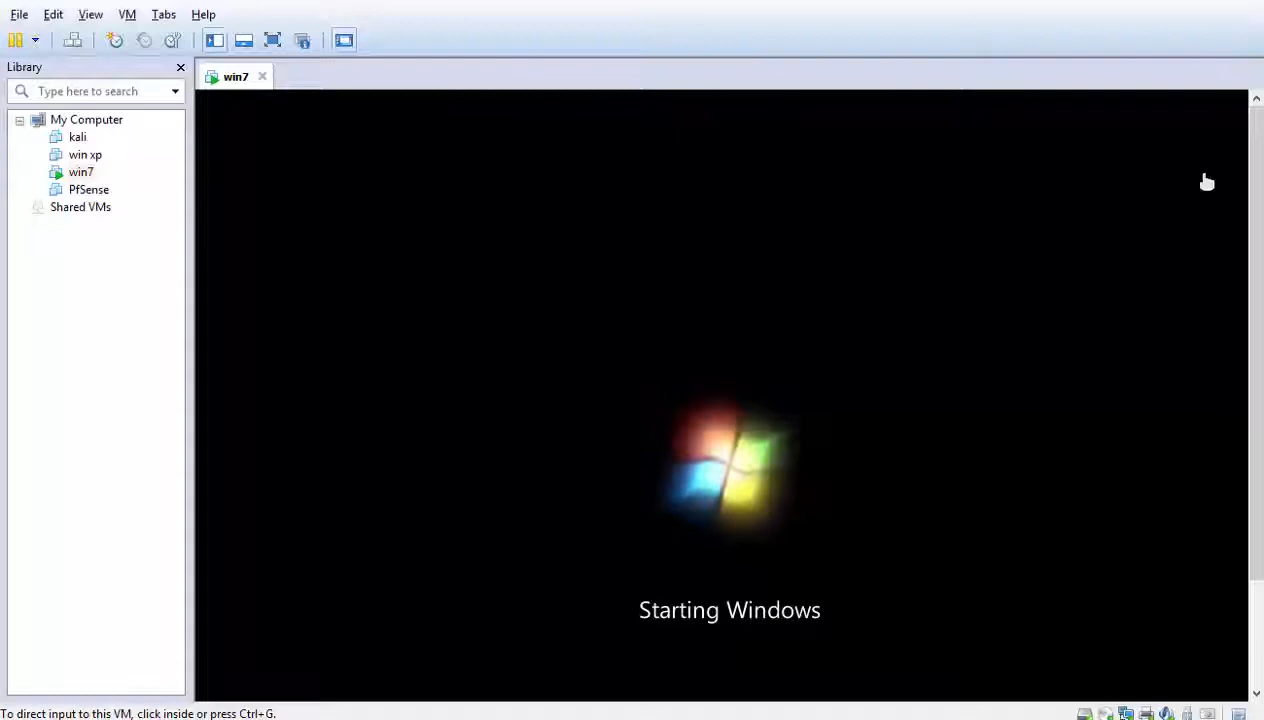 File Edit View VM Tabs Help
Library
win7
Type here to search
My Computer
kali
win xp
win7
PfSense
Shared VMs
Starting Windows
To direct input to this VM, click inside or press Ctrl+G.